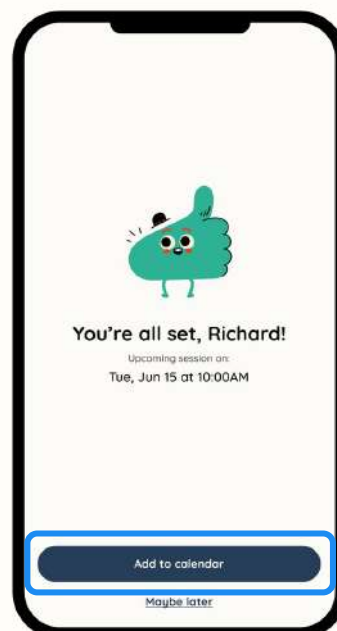 You're all set, Richard!
Upcoming session on:
Tue, Jun 15 at 10:00AM
Add to calendar
Maybe later